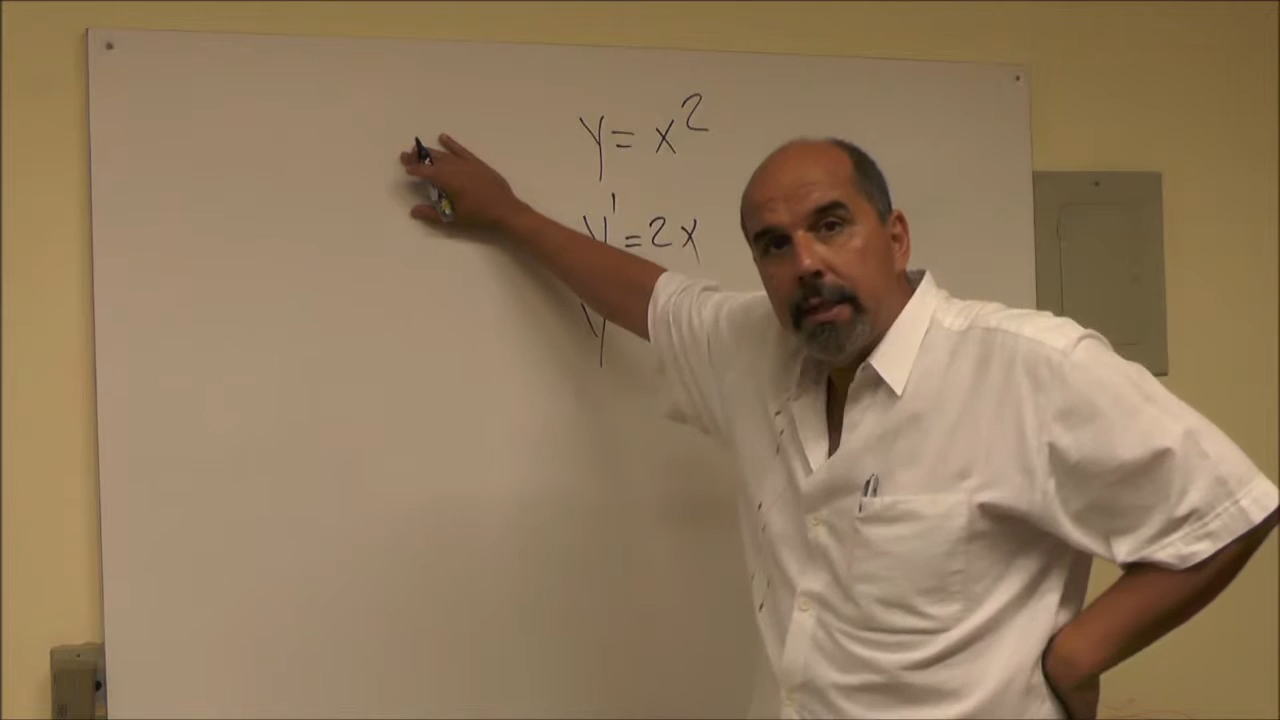 y = x²
y' = 2x
y